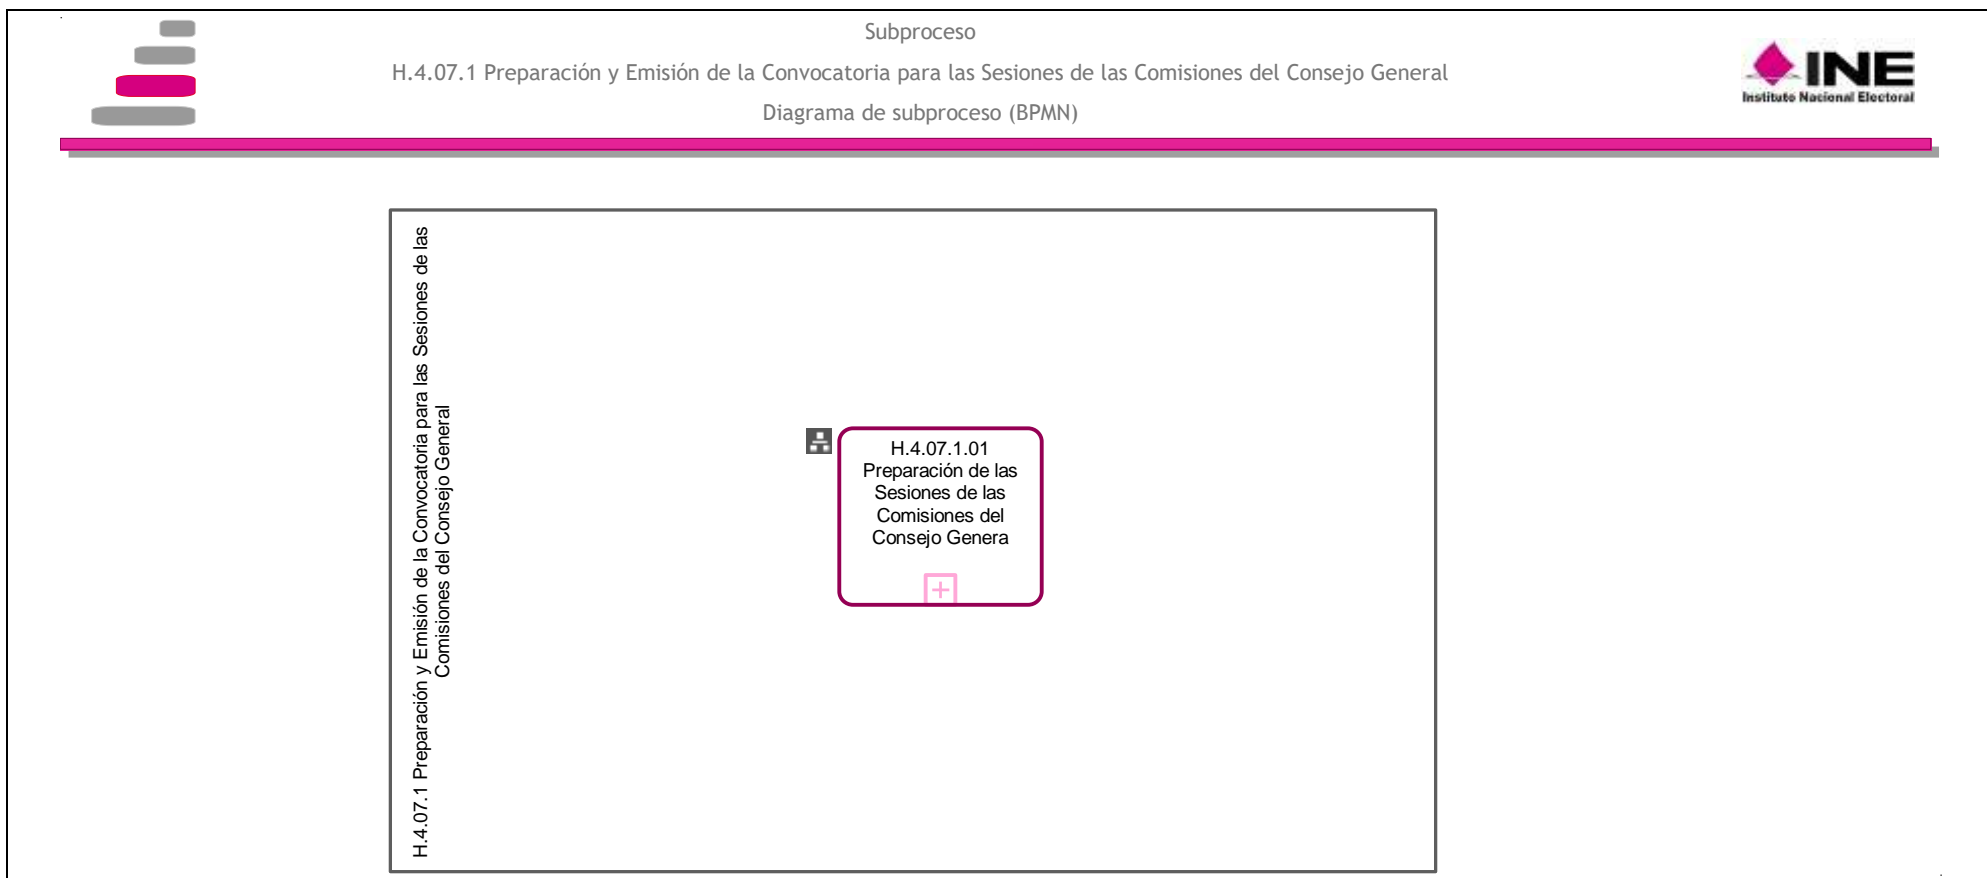 Subproceso
H.4.07.1 Preparación y Emisión de la Convocatoria para las Sesiones de las Comisiones del Consejo General
Diagrama de subproceso (BPMN)
INE
Instituto Nacional Electoral
H.4.07.1 Preparación y Emisión de la Convocatoria para las Sesiones de las
Comisiones del Consejo General
H.4.07.1.01
Preparación de las
Sesiones de las
Comisiones del
Consejo Genera